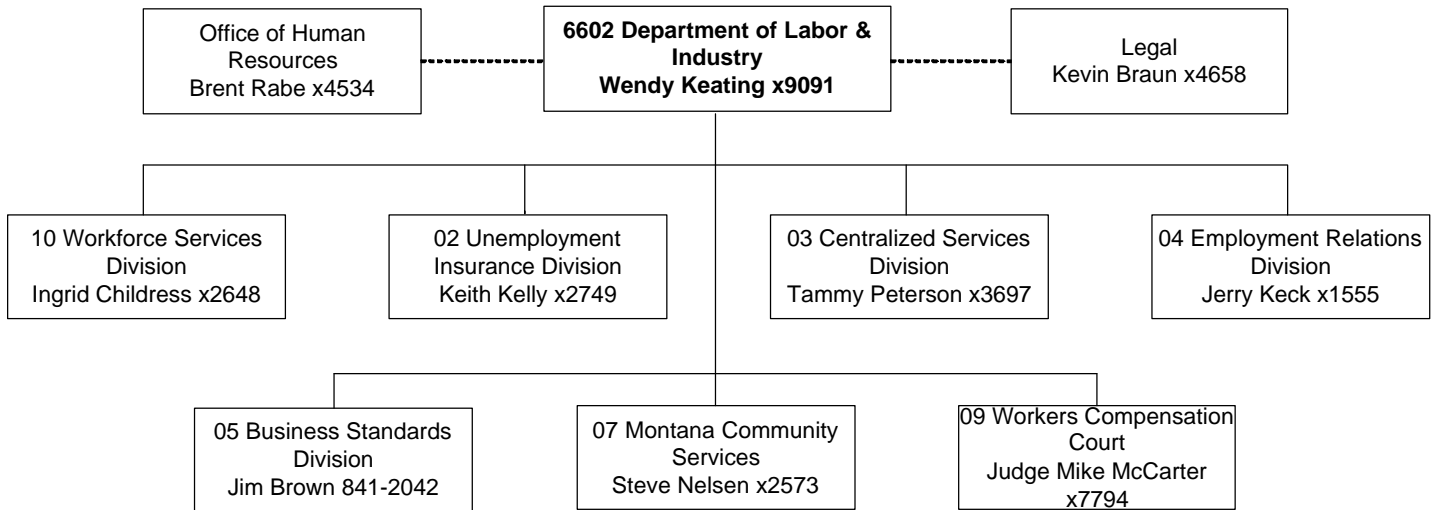 Office of Human
Resources
Brent Rabe x4534
6602 Department of Labor &
Industry
Wendy Keating x9091
Legal
Kevin Braun x4658
10 Workforce Services
Division
Ingrid Childress x2648
02 Unemployment
Insurance Division
Keith Kelly x2749
03 Centralized Services
Division
Tammy Peterson x3697
04 Employment Relations
Division
Jerry Keck x1555
05 Business Standards
Division
Jim Brown 841-2042
07 Montana Community
Services
Steve Nelsen x2573
09 Workers Compensation
Court
Judge Mike McCarter
x7794